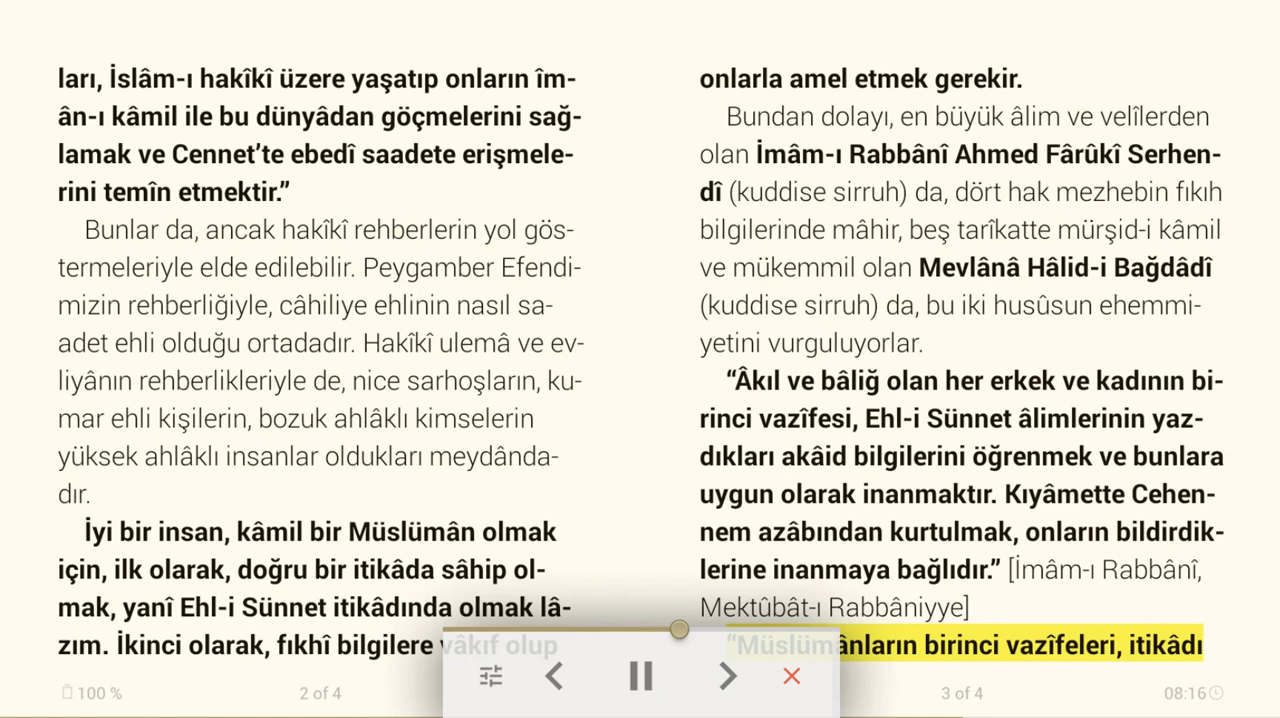 ları, İslâm-ı hakîkî üzere yaşatıp onların îm-
ân-ı kâmil ile bu dünyâdan göçmelerini sağ-
lamak ve Cennet’te ebedî saadete erişmele-
rini temîn etmektir.”
Bunlar da, ancak hakîkî rehberlerin yol gös-
termeleriyle elde edilebilir. Peygamber Efendi-
mizin rehberliğiyle, câhiliye ehlinin nasıl sa-
adet ehli olduğu ortadadır. Hakîkî ulemâ ve ev-
liyânın rehberlikleriyle de, nice sarhoşların, ku-
mar ehli kişilerin, bozuk ahlâklı kimselerin
yüksek ahlâklı insanlar oldukları meydânda-
dır.
İyi bir insan, kâmil bir Müslümân olmak
için, ilk olarak, doğru bir itikâda sâhip ol-
mak, yanî Ehl-i Sünnet itikâdında olmak lâ-
zım. İkinci olarak, fıkhî bilgilere vâkıf olup
onlarla amel etmek gerekir.
Bundan dolayı, en büyük âlim ve velîlerden
olan İmâm-ı Rabbânî Ahmed Fârûkî Serhen-
dî (kuddise sirruh) da, dört hak mezhebin fıkıh
bilgilerinde mâhir, beş tarîkatte mürşid-i kâmil
ve mükemmil olan Mevlânâ Hâlid-i Bağdâdî
(kuddise sirruh) da, bu iki husûsun ehemmi-
yetini vurguluyorlar.
“Âkıl ve bâliğ olan her erkek ve kadının bi-
rinci vazîfesi, Ehl-i Sünnet âlimlerinin yaz-
dıkları akâid bilgilerini öğrenmek ve bunlara
uygun olarak inanmaktır. Kıyâmette Cehen-
nem azâbından kurtulmak, onların bildirdik-
lerine inanmaya bağlıdır.” [İmâm-ı Rabbânî,
Mektûbât-ı Rabbâniyye]
“Müslümânların birinci vazîfeleri, itikâdı
100 %
2 of 4
3 of 4
08:16